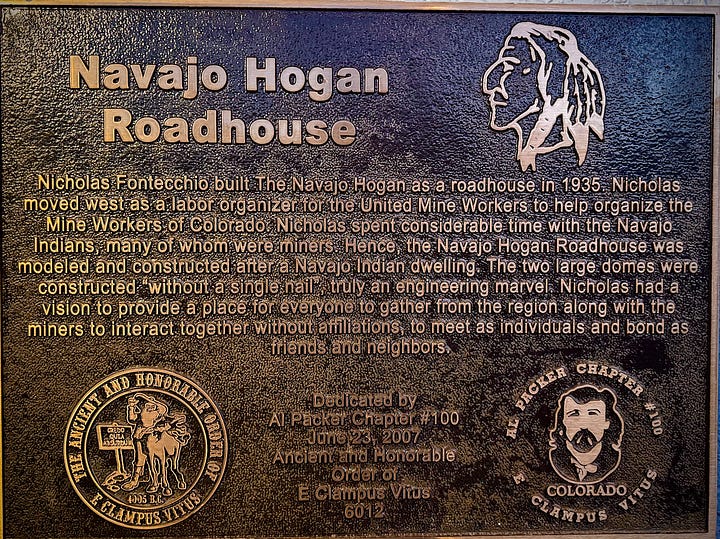 Navajo Hogan
Roadhouse
Nicholas Fontecchio built The Navajo Hogan as a roadhouse in 1935. Nicholas
moved west as a labor organizer for the United Mine Workers to help organize the
Mine Workers of Colorado. Nicholas spent considerable time with the Navajo
Indians, many of whom were miners. Hence, the Navajo Hogan Roadhouse was
modeled and constructed after a Navajo Indian dwelling. The two large domes were
constructed "without a single nail", truly an engineering marvel. Nicholas had a
vision to provide a place for everyone to gather from the region along with the
miners to interact together without affiliations, to meet as individuals and bond as
friends and neighbors.
THE ANCIENT AND HONORABLE ORDER OF
E CLAMPUS VITUS
CREDO
QUIA
ABSURDUM
4005 B.C.
Dedicated by
Al Packer Chapter #100
June 23, 2007
Ancient and Honorable
Order of
E Clampus Vitus
6012
AL PACKER CHAPTER #100
COLORADO
E CLAMPUS VITUS